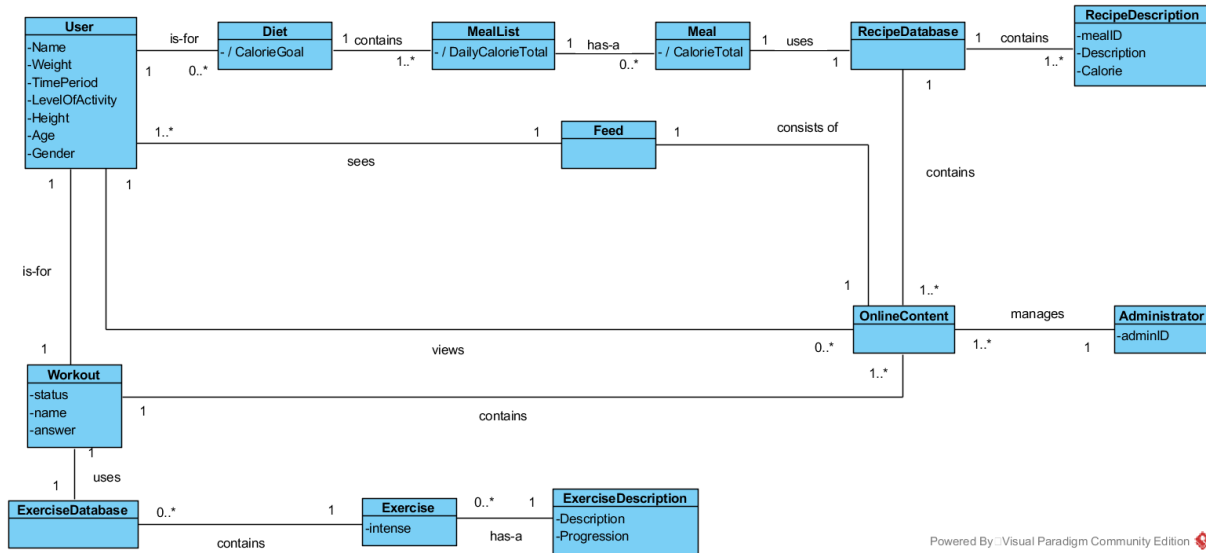 User
-Name
-Weight
-TimePeriod
-LevelOfActivity
-Height
-Age
-Gender
is-for
1
0..*
Diet
- / CalorieGoal
1 contains
1..*
MealList
- / DailyCalorieTotal
1
has-a
0..*
Meal
- / CalorieTotal
1
uses
1
RecipeDatabase
1
contains
1..*
RecipeDescription
-mealID
-Description
-Calorie
1..*
sees
1
Feed
1
consists of
1
1
contains
1..*
1
views
0..*
OnlineContent
manages
1..*
1
Administrator
-adminID
1
is-for
1
Workout
-status
-name
-answer
1
contains
1..*
1
uses
1
ExerciseDatabase
0..*
contains
1
Exercise
-intense
0..*
has-a
1
ExerciseDescription
-Description
-Progression
Powered By Visual Paradigm Community Edition